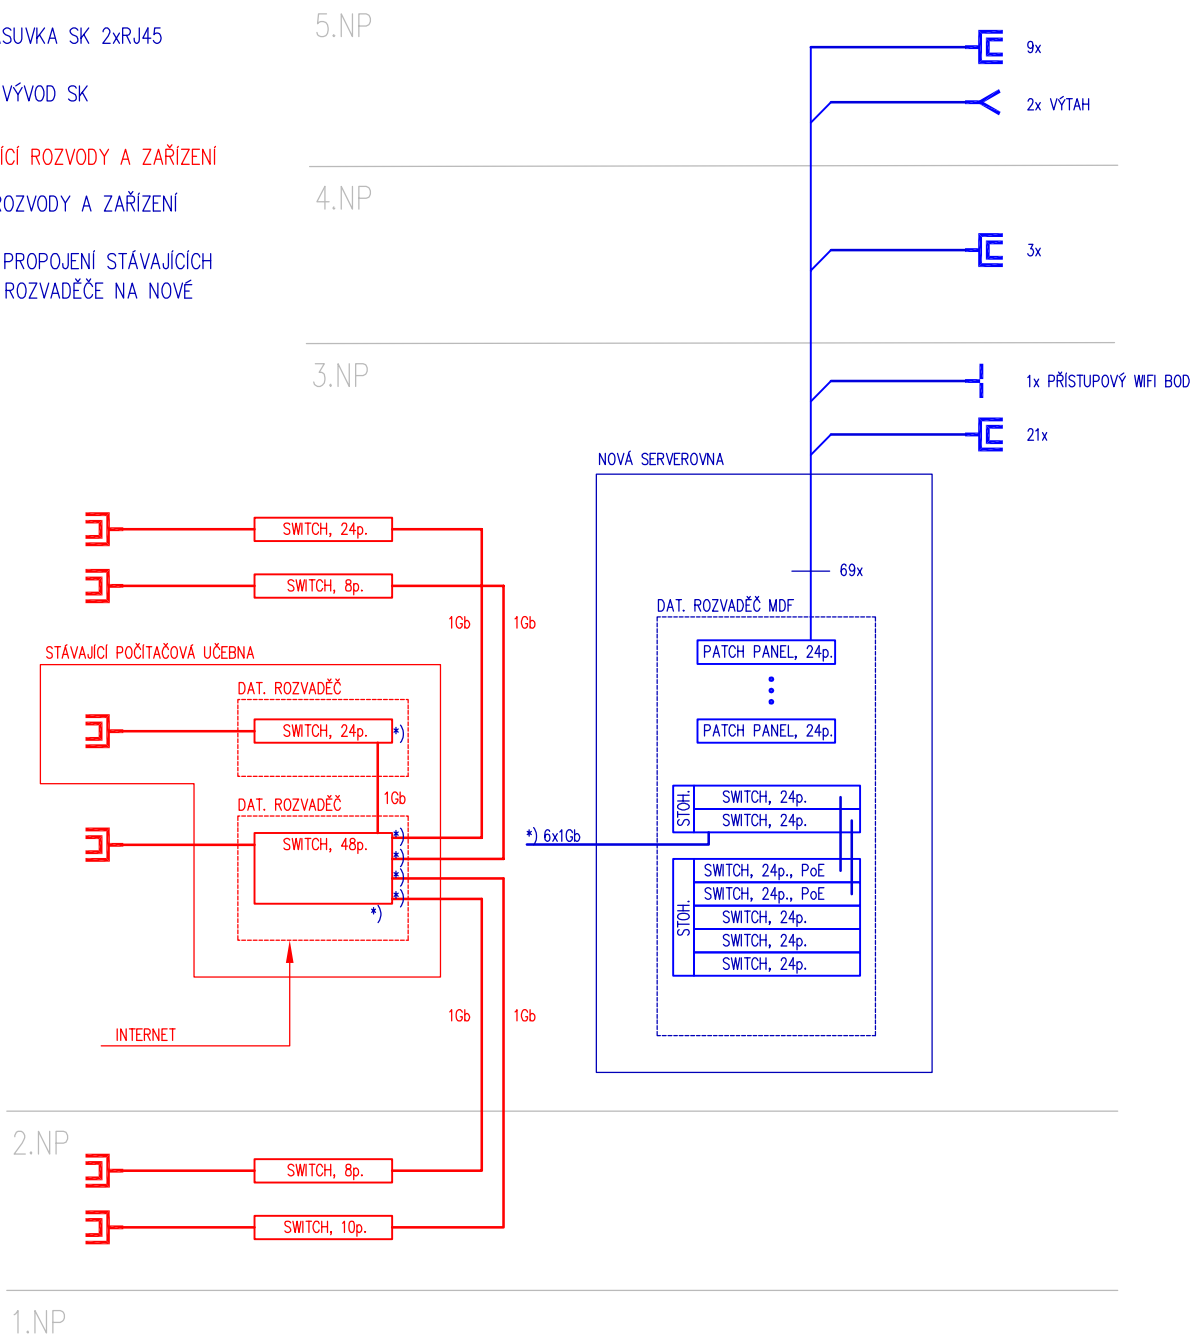 SUVKA SK 2xRJ45
VÝVOD SK
ÍCÍ ROZVODY A ZAŘÍZENÍ
ROZVODY A ZAŘÍZENÍ
PROPOJENÍ STÁVAJÍCÍCH
ROZVADĚČE NA NOVÉ
5.NP
9x
2x VÝTAH
4.NP
3x
3.NP
1x PŘÍSTUPOVÝ WIFI BOD
21x
NOVÁ SERVEROVNA
69x
DAT. ROZVADĚČ MDF
PATCH PANEL, 24p.
PATCH PANEL, 24p.
STOH.
SWITCH, 24p.
SWITCH, 24p.
*) 6x1Gb
STOH.
SWITCH, 24p., PoE
SWITCH, 24p., PoE
SWITCH, 24p.
SWITCH, 24p.
SWITCH, 24p.
SWITCH, 24p.
SWITCH, 8p.
1Gb
1Gb
STÁVAJÍCÍ POČÍTAČOVÁ UČEBNA
DAT. ROZVADĚČ
SWITCH, 24p.
*)
1Gb
DAT. ROZVADĚČ
SWITCH, 48p.
*)
*)
*)
*)
*)
INTERNET
1Gb
1Gb
2.NP
SWITCH, 8p.
SWITCH, 10p.
1.NP